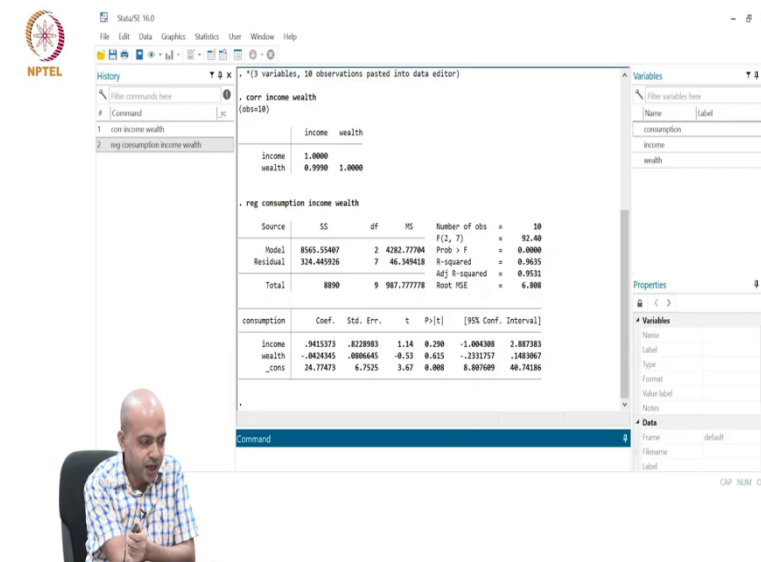 Stata/SE 16.0
File Edit Data Graphics Statistics User Window Help
NPTEL
History
Filter commands here
# Command _rc
1 corr income wealth
2 reg consumption income wealth
. *(3 variables, 10 observations pasted into data editor)
. corr income wealth
(obs=10)
income wealth
income 1.0000
wealth 0.9990 1.0000
. reg consumption income wealth
Source SS df MS Number of obs = 10
F(2, 7) = 92.40
Model 8565.55407 2 4282.77704 Prob > F = 0.0000
Residual 324.445926 7 46.349418 R-squared = 0.9635
Adj R-squared = 0.9531
Total 8890 9 987.777778 Root MSE = 6.808
consumption Coef. Std. Err. t P>|t| [95% Conf. Interval]
income .9415373 .8228983 1.14 0.290 -1.004308 2.887383
wealth -.0424345 .0806645 -0.53 0.615 -.2331757 .1483067
_cons 24.77473 6.7525 3.67 0.008 8.807609 40.74186
.
Command
Variables
Filter variables here
Name Label
consumption
income
wealth
Properties
Variables
Name
Label
Type
Format
Value label
Notes
Data
Frame default
Filename
Label
CAP NUM